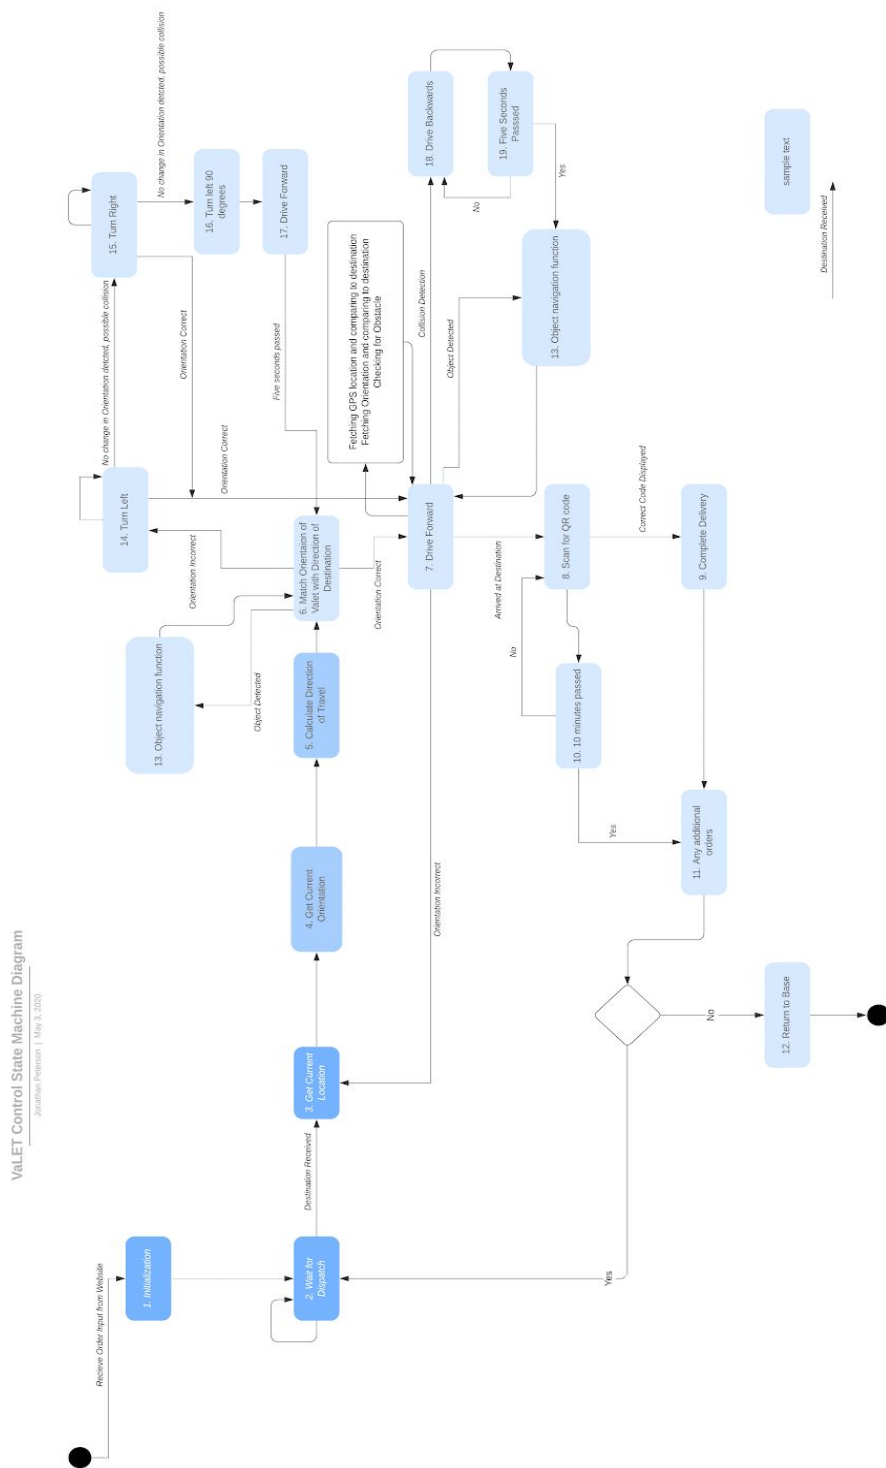 VaLET Control State Machine Diagram
Jonathan Peterson | May 3, 2020
Recieve Order Input from Website
1. Initialization
2. Wait for
Dispatch
Destination Received
3. Get Current
Location
4. Get Current
Orientation
5. Calculate Direction
of Travel
6. Match Orientaion of
Valet with Direction of
Destination
Object Detected
13. Object navigation function
Orientation Incorrect
14. Turn Left
No change in Orientation detcted, possible collision
15. Turn Right
No change in Orientation detcted, possible collision
16. Turn left 90
degrees
17. Drive Forward
Five seconds passed
Orientation Correct
Orientation Correct
Orientation Correct
7. Drive Forward
Fetching GPS location and comparing to destination
Fetching Orientation and comparing to destination
Checking for Obstacle
Orientation Incorrect
Collision Detection
18. Drive Backwards
19. Five Seconds
Passsed
No
Yes
Object Detected
13. Object navigation function
Arrived at Destination
8. Scan for QR code
No
10. 10 minutes passed
Yes
Correct Code Displayed
9. Complete Delivery
11. Any additional
orders
Yes
No
12. Return to Base
sample text
Destination Received